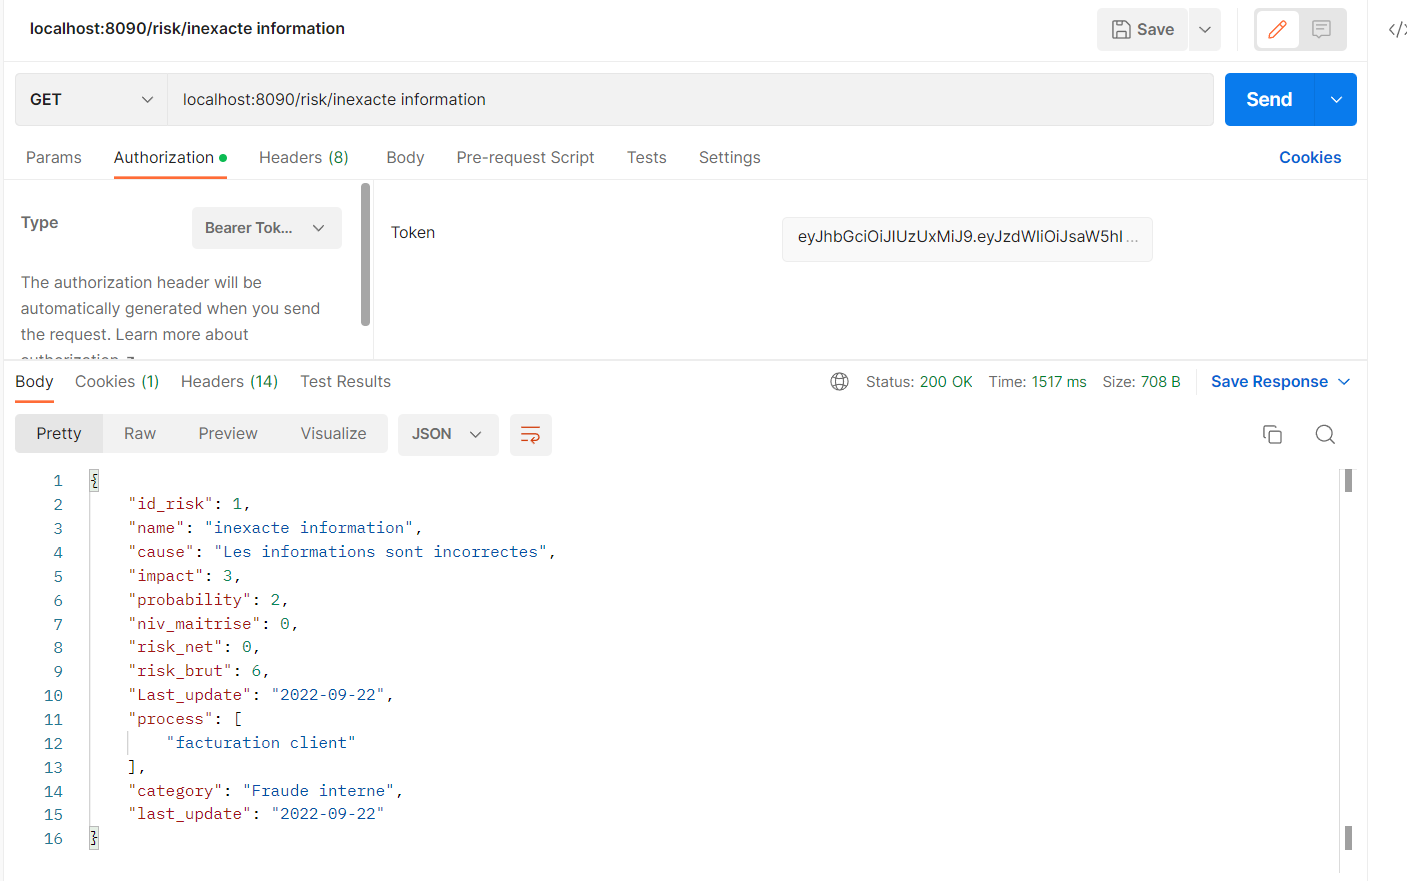 localhost:8090/risk/inexacte information
Save
GET
localhost:8090/risk/inexacte information
Send
Params Authorization Headers (8) Body Pre-request Script Tests Settings Cookies
Type
Bearer Tok...
The authorization header will be
automatically generated when you send
the request. Learn more about
authorization ↗
Token
eyJhbGciOiJIUzUxMiJ9.eyJzdWIiOiJsaW5hI ...
Body Cookies (1) Headers (14) Test Results Status: 200 OK Time: 1517 ms Size: 708 B Save Response
Pretty Raw Preview Visualize JSON
1 {
2 "id_risk": 1,
3 "name": "inexacte information",
4 "cause": "Les informations sont incorrectes",
5 "impact": 3,
6 "probability": 2,
7 "niv_maitrise": 0,
8 "risk_net": 0,
9 "risk_brut": 6,
10 "Last_update": "2022-09-22",
11 "process": [
12 "facturation client"
13 ],
14 "category": "Fraude interne",
15 "last_update": "2022-09-22"
16 }